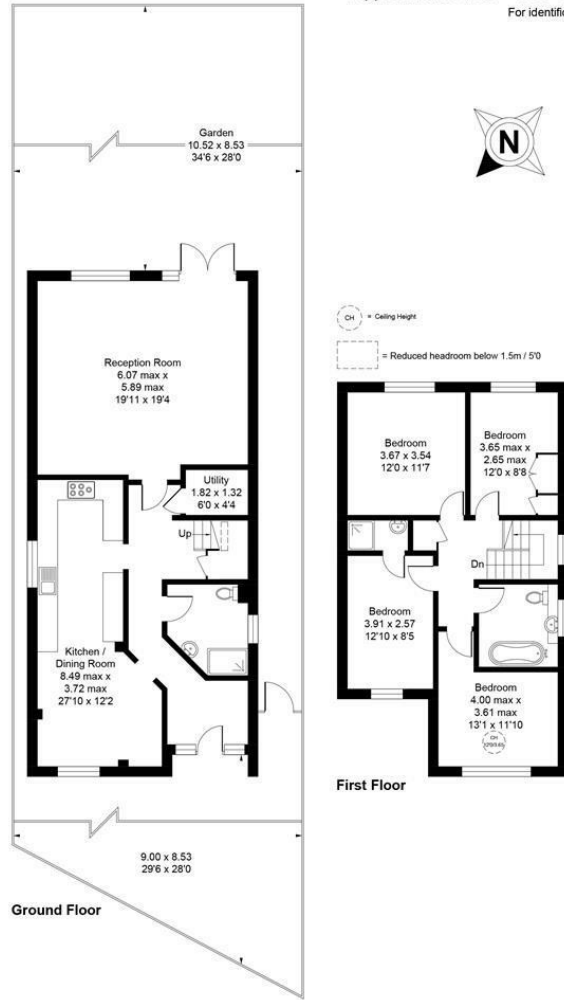 For identific
N
Garden
10.52 x 8.53
34'6 x 28'0
CH = Ceiling Height
= Reduced headroom below 1.5m / 5'0
Reception Room
6.07 max x
5.89 max
19'11 x 19'4
Utility
1.82 x 1.32
6'0 x 4'4
Up
Kitchen /
Dining Room
8.49 max x
3.72 max
27'10 x 12'2
9.00 x 8.53
29'6 x 28'0
Ground Floor
Bedroom
3.67 x 3.54
12'0 x 11'7
Bedroom
3.65 max x
2.65 max
12'0 x 8'8
Dn
Bedroom
3.91 x 2.57
12'10 x 8'5
Bedroom
4.00 max x
3.61 max
13'1 x 11'10
CH
First Floor